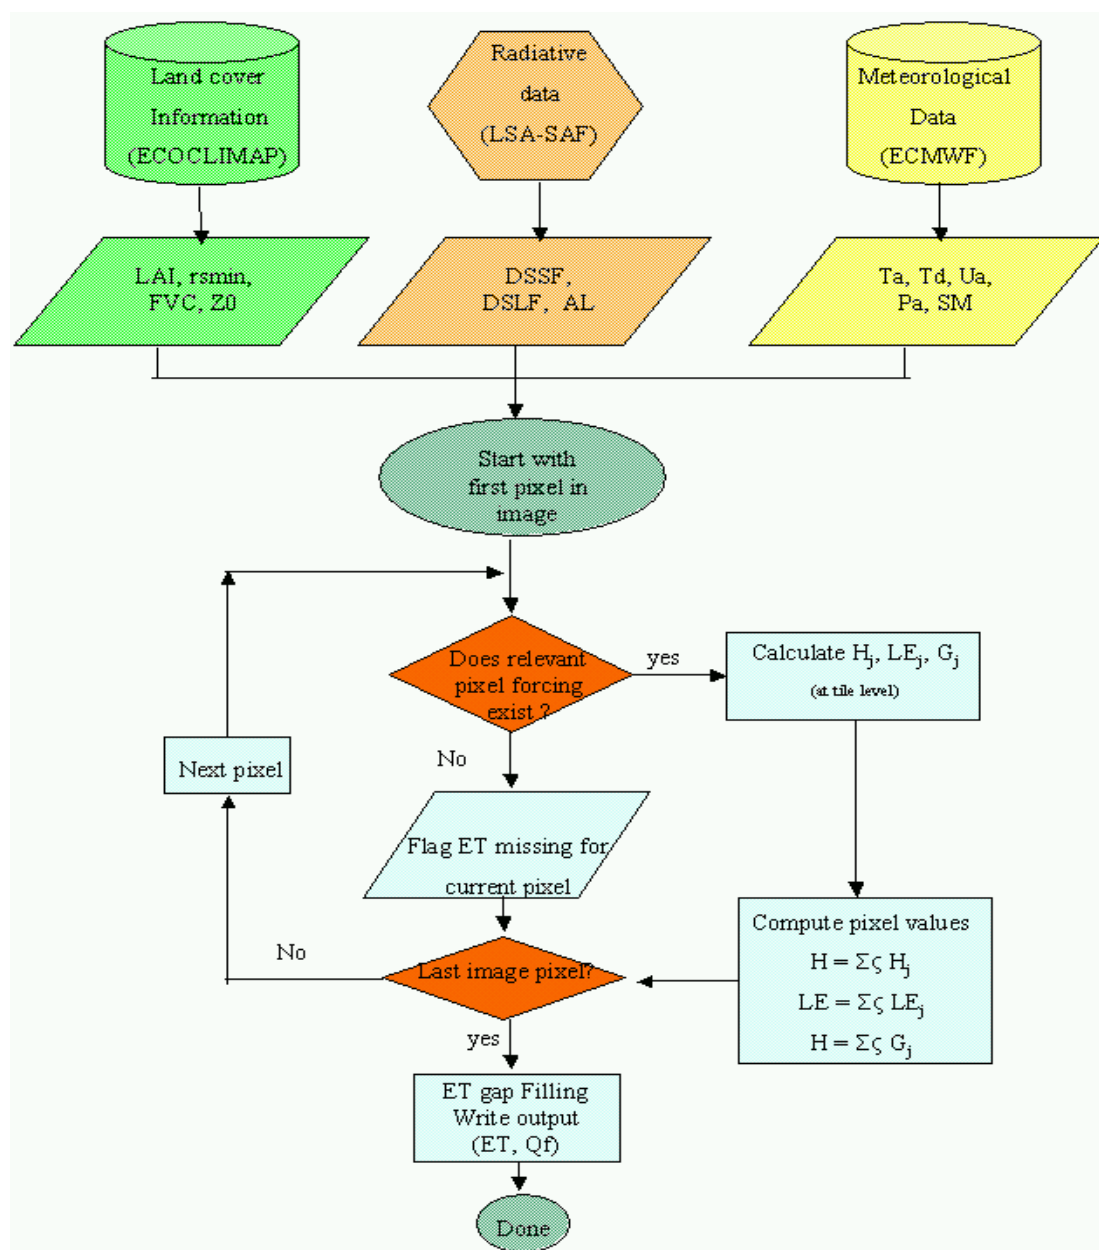 Land cover
Information
(ECOCLIMAP)
Radiative
data
(LSA-SAF)
Meteorological
Data
(ECMWF)
LAI, rsmin,
FVC, Z0
DSSF,
DSLF, AL
Ta, Td, Ua,
Pa, SM
Start with
first pixel in
image
Does relevant
pixel forcing
exist ?
yes
Calculate Hj, LEj, Gj
(at tile level)
No
Next pixel
Flag ET missing for
current pixel
Compute pixel values
H = Σς Hj
LE = Σς LEj
H = Σς Gj
Last image pixel?
No
yes
ET gap Filling
Write output
(ET, Qf)
Done